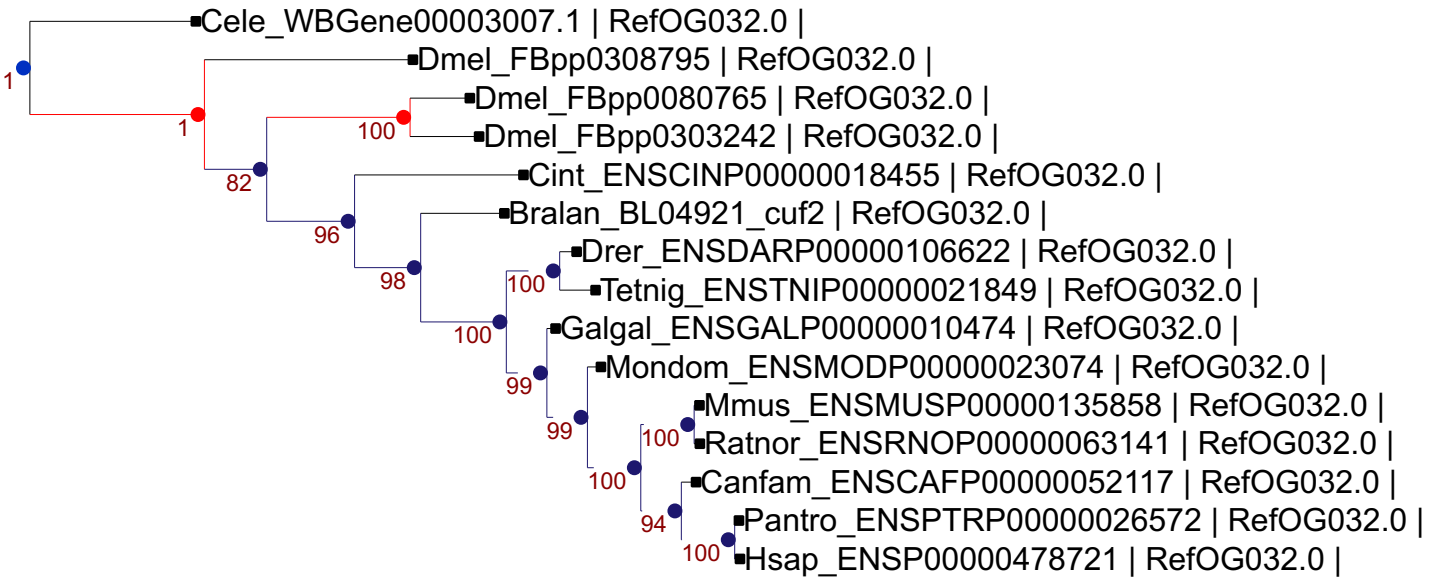 Cele_WBGene00003007.1 | RefOG032.0 |
Dmel_FBpp0308795 | RefOG032.0 |
1
Dmel_FBpp0080765 | RefOG032.0 |
1
100
Dmel_FBpp0303242 | RefOG032.0 |
82
Cint_ENSCINP00000018455 | RefOG032.0 |
Bralan_BL04921_cuf2 | RefOG032.0 |
96
Drer_ENSDARP00000106622 | RefOG032.0 |
98
100
Tetnig_ENSTNIP00000021849 | RefOG032.0 |
Galgal_ENSGALP00000010474 | RefOG032.0 |
100
Mondom_ENSMODP00000023074 | RefOG032.0 |
99
Mmus_ENSMUSP00000135858 | RefOG032.0 |
99
100
Ratnor_ENSRNOP00000063141 | RefOG032.0 |
100
Canfam_ENSCAFP00000052117 | RefOG032.0 |
Pantro_ENSPTRP00000026572 | RefOG032.0 |
94
100
Hsap_ENSP00000478721 | RefOG032.0 |